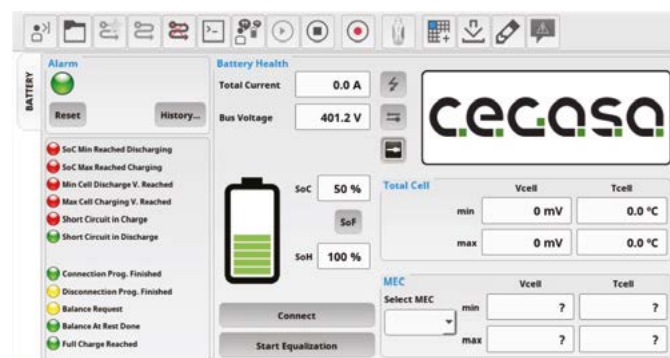 BATTERY
Alarm
Reset
History...
SoC Min Reached Discharging
SoC Max Reached Charging
Min Cell Discharge V. Reached
Max Cell Charging V. Reached
Short Circuit in Charge
Short Circuit in Discharge
Connection Prog. Finished
Disconnection Prog. Finished
Balance Request
Balance At Rest Done
Full Charge Reached
Battery Health
Total Current 0.0 A
Bus Voltage 401.2 V
SoC 50 %
SoF
SoH 100 %
Connect
Start Equalization
cegasa
Total Cell
Vcell Tcell
min 0 mV 0.0 ºC
max 0 mV 0.0 ºC
MEC
Vcell Tcell
Select MEC
min ? ?
max ? ?